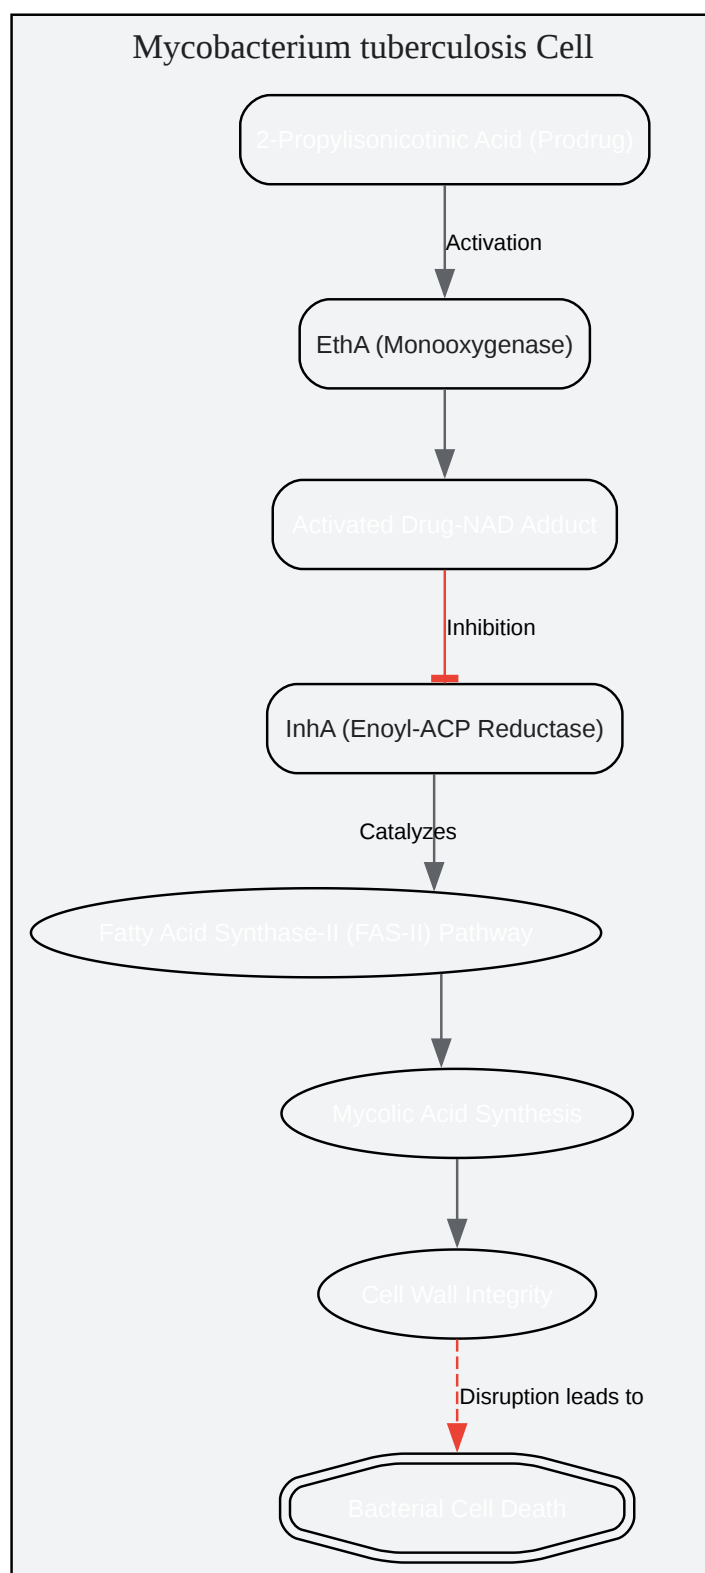 Mycobacterium tuberculosis Cell
2-Propylisonicotinic Acid (Prodrug)
Activation
EthA (Monooxygenase)
Activated Drug-NAD Adduct
Inhibition
InhA (Enoyl-ACP Reductase)
Catalyzes
Fatty Acid Synthase-II (FAS-II) Pathway
Mycolic Acid Synthesis
Cell Wall Integrity
Disruption leads to
Bacterial Cell Death